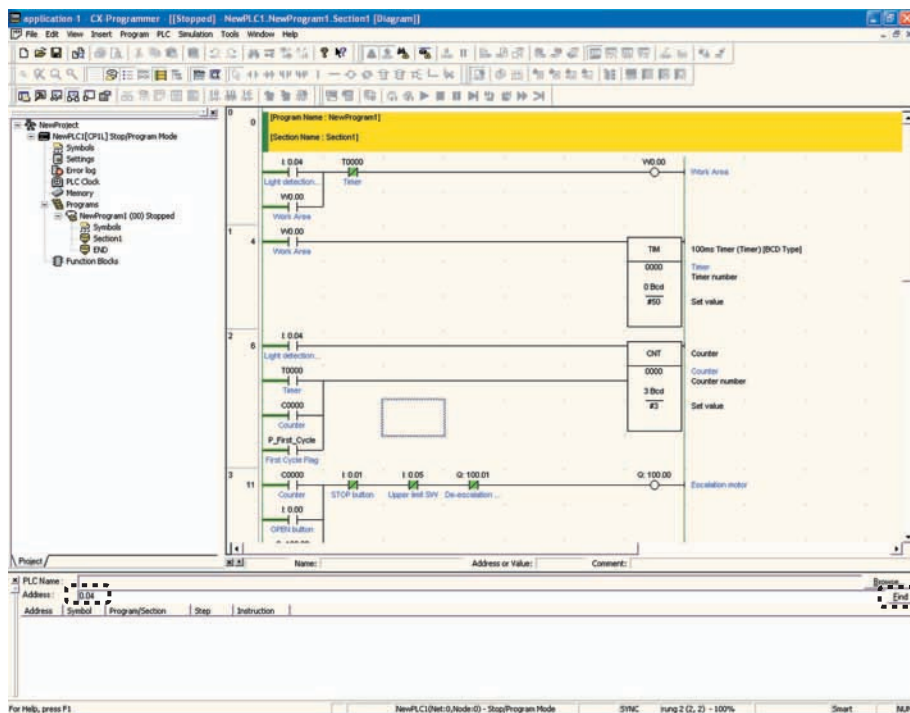 application-1 - CX-Programmer - [[Stopped] - NewPLC1.NewProgram1.Section1 [Diagram]]
File Edit View Insert Program PLC Simulation Tools Window Help
NewProject
NewPLC1[CP1L] Stop/Program Mode
Symbols
Settings
Error log
PLC Clock
Memory
Programs
NewProgram1 (00) Stopped
Symbols
Section1
END
Function Blocks
Project
0
0
[Program Name : NewProgram1]
[Section Name : Section1]
I: 0.04
Light detection...
T0000
Timer
W0.00
Work Area
W0.00
Work Area
1
4
W0.00
Work Area
TIM
100ms Timer (Timer) [BCD Type]
0000
Timer
Timer number
0 Bcd
#50
Set value
2
6
I: 0.04
Light detection...
CNT
Counter
T0000
Timer
0000
Counter
Counter number
C0000
Counter
3 Bcd
#3
Set value
P_First_Cycle
First Cycle Flag
3
11
C0000
Counter
I: 0.01
STOP button
I: 0.05
Upper limit SW
Q: 100.01
De-escalation ...
Q: 100.00
Escalation motor
I: 0.00
OPEN button
Name:
Address or Value:
Comment:
PLC Name :
Browse...
Address :
0.04
Find
Address Symbol Program/Section Step Instruction
For Help, press F1
NewPLC1(Net:0,Node:0) - Stop/Program Mode
SYNC
rung 2 (2, 2) - 100%
Smart
NUM